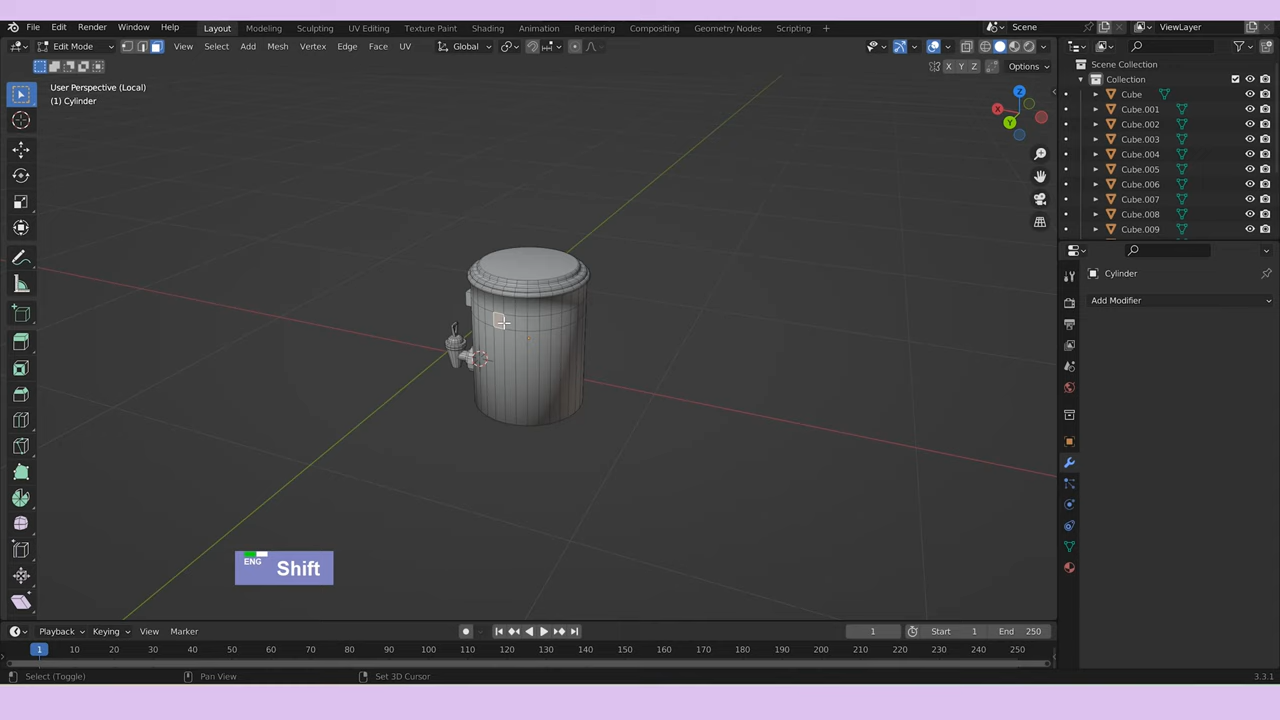 File Edit Render Window Help Layout Modeling Sculpting UV Editing Texture Paint Shading Animation Rendering Compositing Geometry Nodes Scripting + Scene ViewLayer
Edit Mode View Select Add Mesh Vertex Edge Face UV Global
X Y Z Options
User Perspective (Local)
(1) Cylinder
Z
X
Y
Scene Collection
Collection
Cube
Cube.001
Cube.002
Cube.003
Cube.004
Cube.005
Cube.006
Cube.007
Cube.008
Cube.009
Cylinder
Add Modifier
ENG Shift
Playback Keying View Marker 1 Start 1 End 250
1 10 20 30 40 50 60 70 80 90 100 110 120 130 140 150 160 170 180 190 200 210 220 230 240 250
Select (Toggle) Pan View Set 3D Cursor 3.3.1